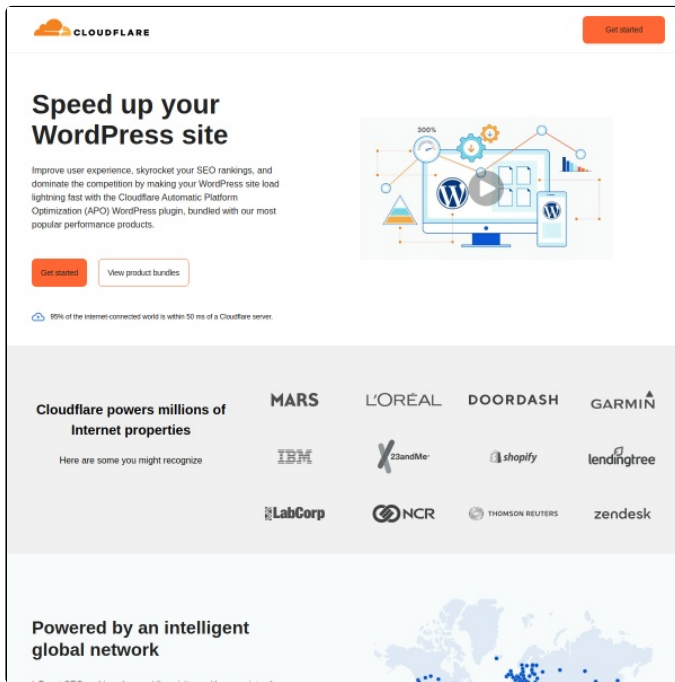 CLOUDFLARE
Get started
Speed up your
WordPress site
Improve user experience, skyrocket your SEO rankings, and
dominate the competition by making your WordPress site load
lightning fast with the Cloudflare Automatic Platform
Optimization (APO) WordPress plugin, bundled with our most
popular performance products.
300%
Get started
View product bundles
95% of the internet-connected world is within 50 ms of a Cloudflare server.
Cloudflare powers millions of
Internet properties
Here are some you might recognize
MARS
L'ORÉAL
DOORDASH
GARMIN
IBM
23andMe
shopify
lendingtree
LabCorp
NCR
THOMSON REUTERS
zendesk
Powered by an intelligent
global network